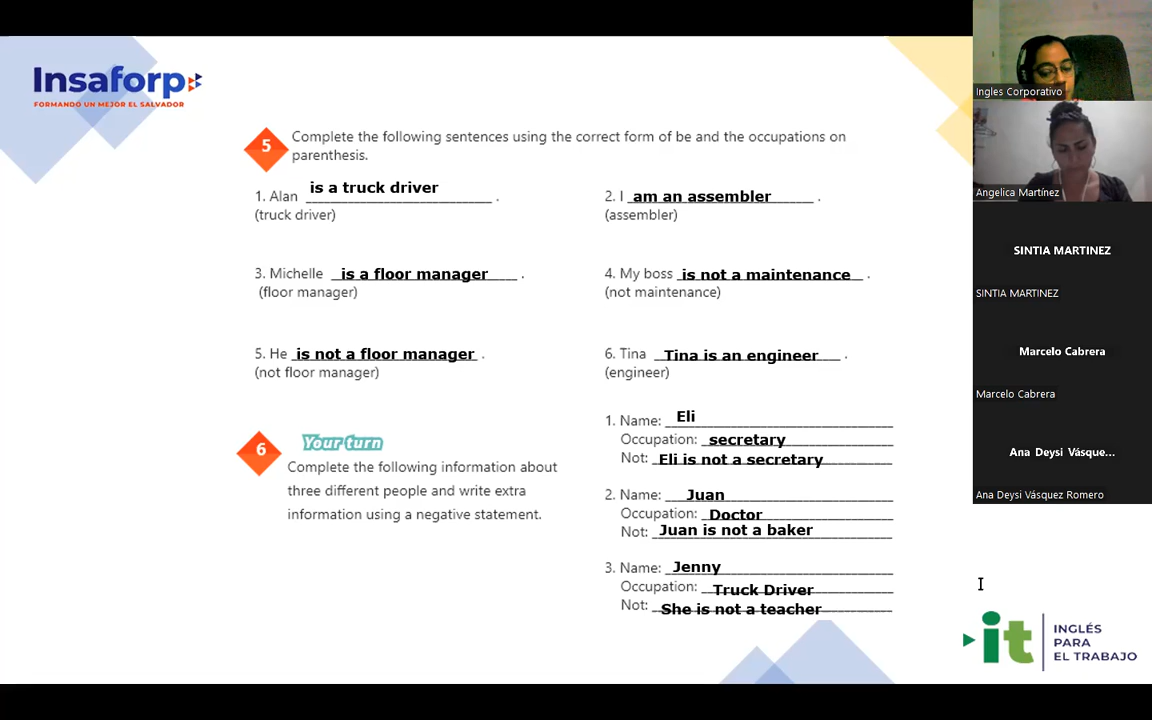 Insaforp
FORMANDO UN MEJOR EL SALVADOR
5
Complete the following sentences using the correct form of be and the occupations on
parenthesis.
1. Alan is a truck driver .
(truck driver)
2. I am an assembler .
(assembler)
3. Michelle is a floor manager .
(floor manager)
4. My boss is not a maintenance .
(not maintenance)
5. He is not a floor manager .
(not floor manager)
6. Tina Tina is an engineer .
(engineer)
6
Your turn
Complete the following information about
three different people and write extra
information using a negative statement.
1. Name: Eli
Occupation: secretary
Not: Eli is not a secretary
2. Name: Juan
Occupation: Doctor
Not: Juan is not a baker
3. Name: Jenny
Occupation: Truck Driver
Not: She is not a teacher
Ingles Corporativo
Angelica Martínez
SINTIA MARTINEZ
SINTIA MARTINEZ
Marcelo Cabrera
Marcelo Cabrera
Ana Deysi Vásque...
Ana Deysi Vásquez Romero
it
INGLÉS
PARA
EL TRABAJO